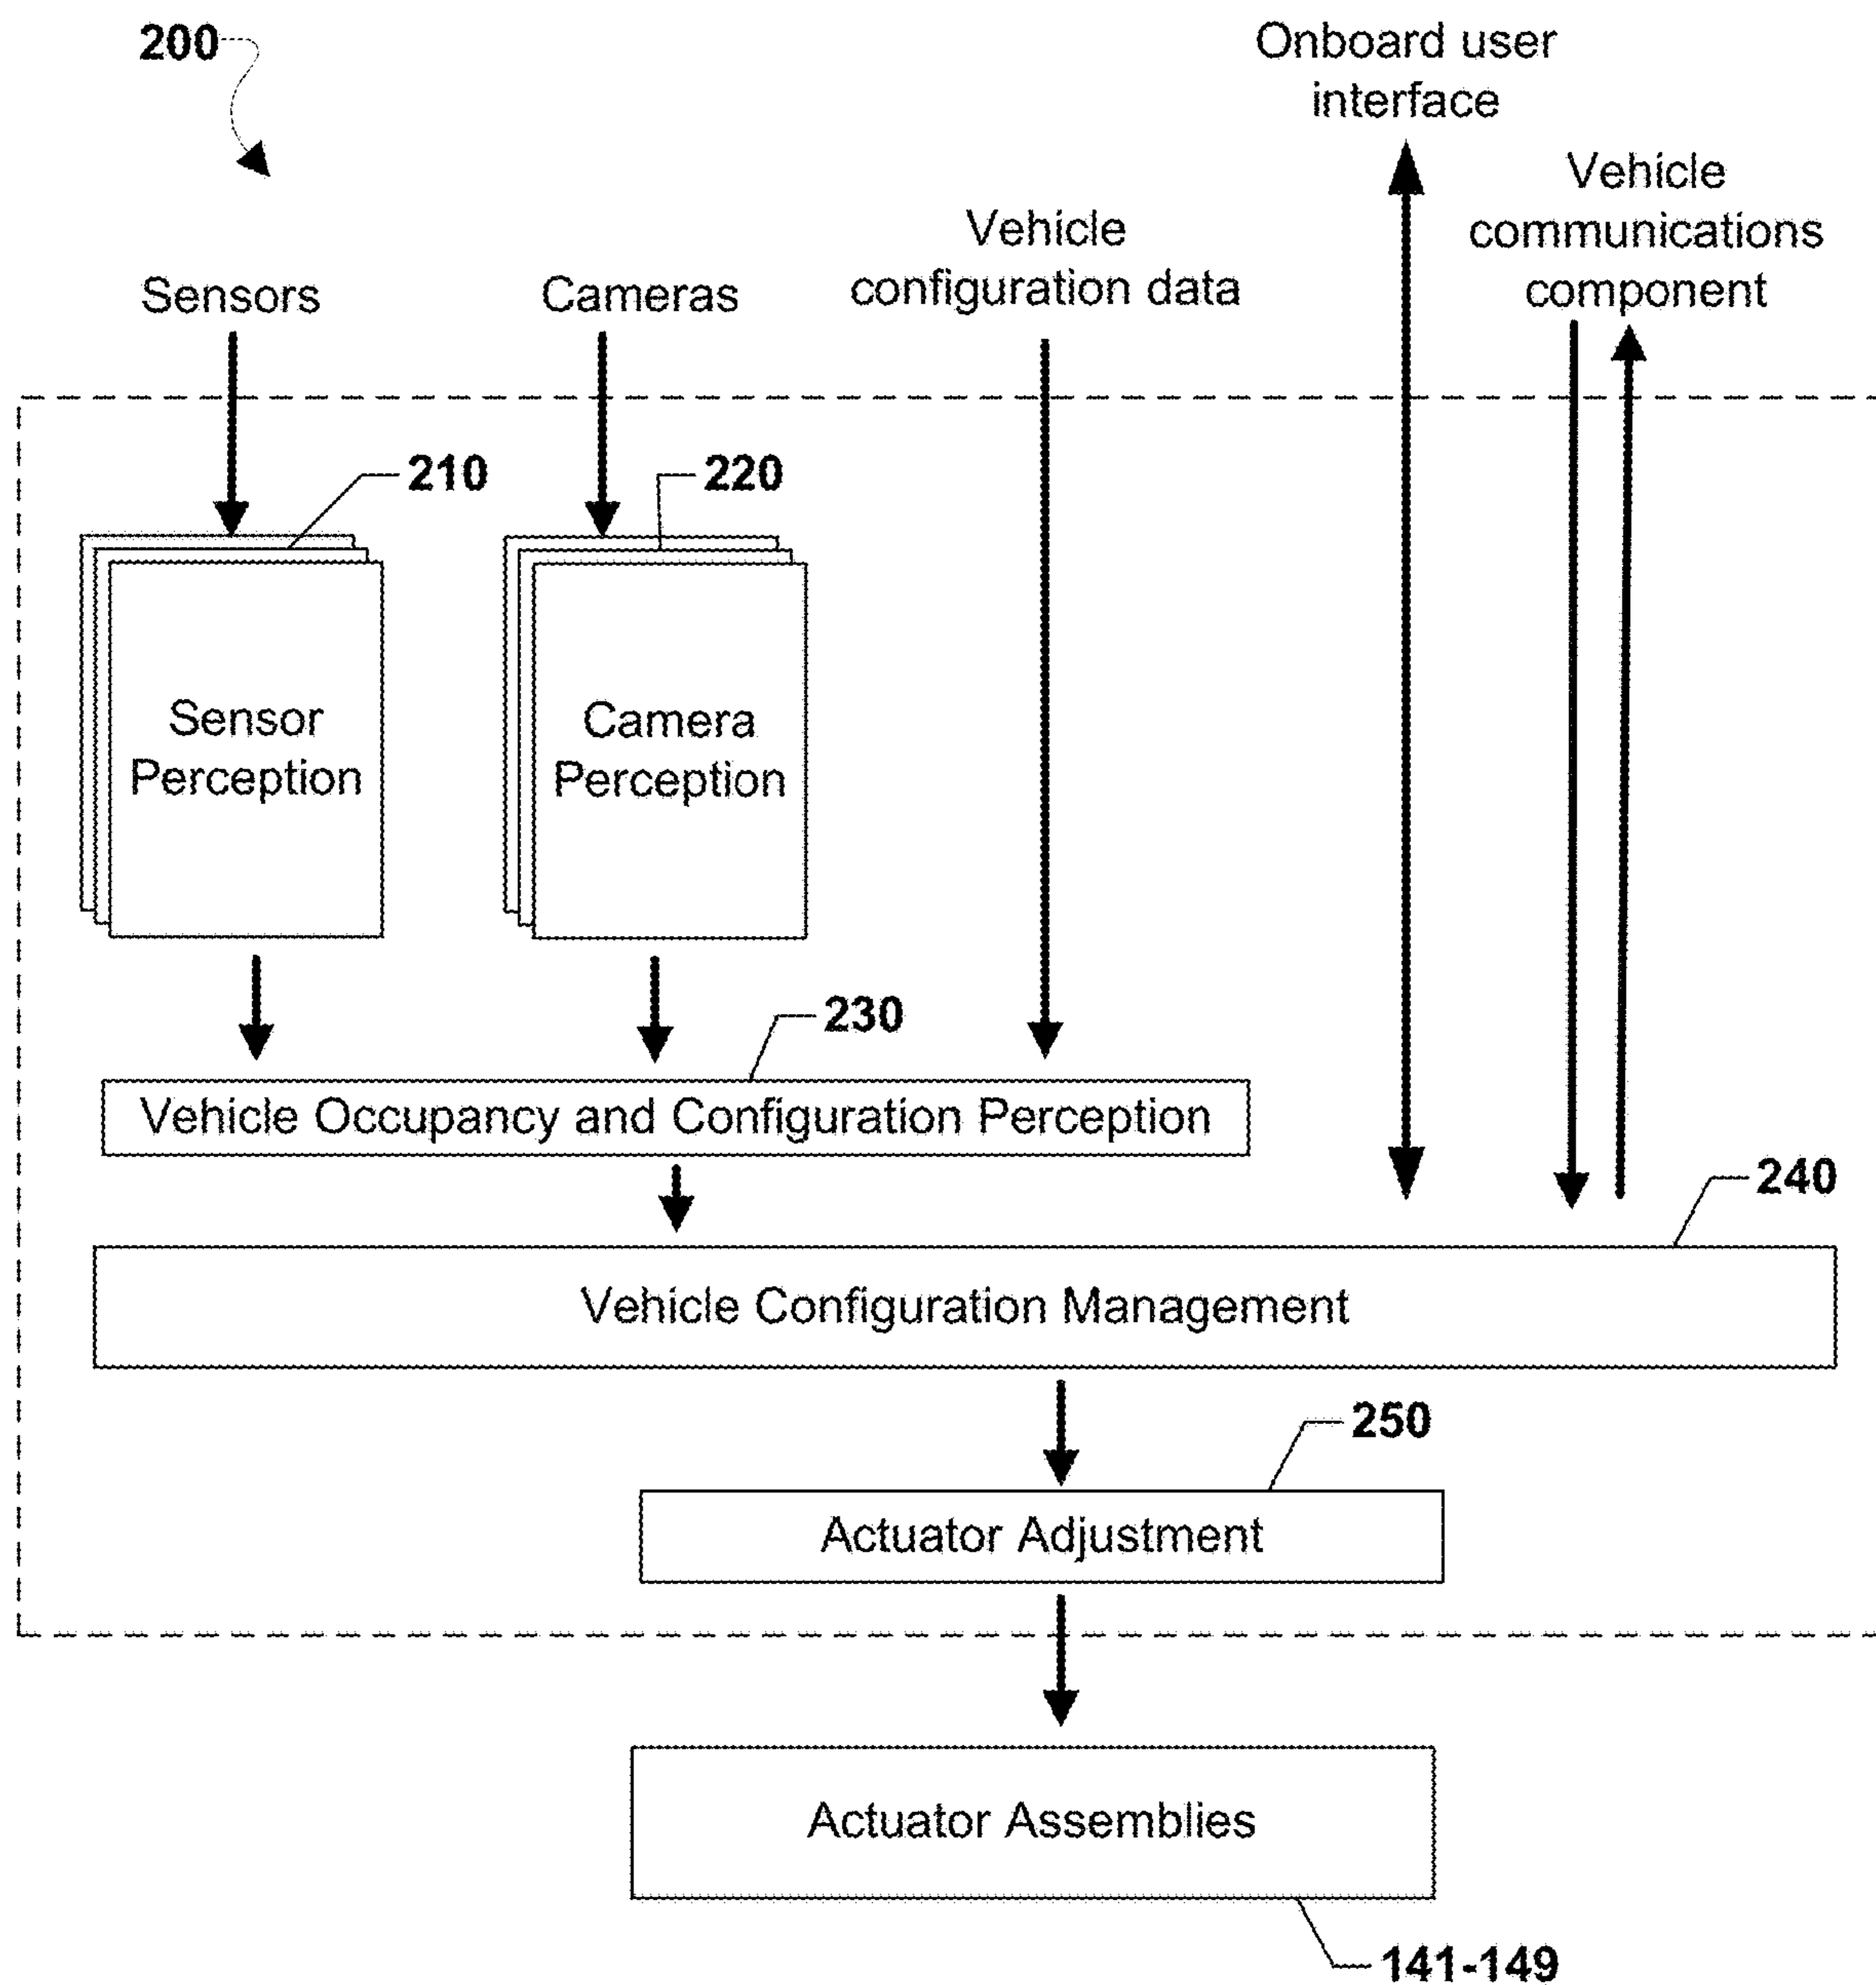 200
Onboard user
interface
Vehicle
communications
component
Vehicle
configuration data
Sensors
Cameras
210
220
Sensor
Perception
Camera
Perception
230
Vehicle Occupancy and Configuration Perception
240
Vehicle Configuration Management
250
Actuator Adjustment
Actuator Assemblies
141-149